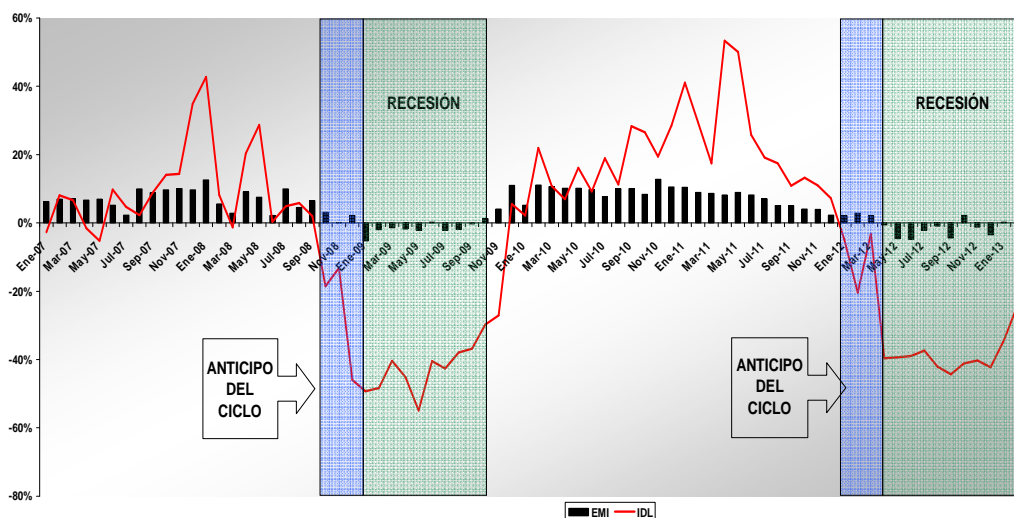 60%
40%
20%
0%
-20%
-40%
-60%
-80%
RECESIÓN
RECESIÓN
Ene-07
Mar-07
May-07
Jul-07
Sep-07
Nov-07
Ene-08
Mar-08
May-08
Jul-08
Sep-08
Nov-08
Ene-09
Mar-09
May-09
Jul-09
Sep-09
Nov-09
Ene-10
Mar-10
May-10
Jul-10
Sep-10
Nov-10
Ene-11
Mar-11
May-11
Jul-11
Sep-11
Nov-11
Ene-12
Mar-12
May-12
Jul-12
Sep-12
Nov-12
Ene-13
ANTICIPO
DEL
CICLO
ANTICIPO
DEL
CICLO
EMI IDL